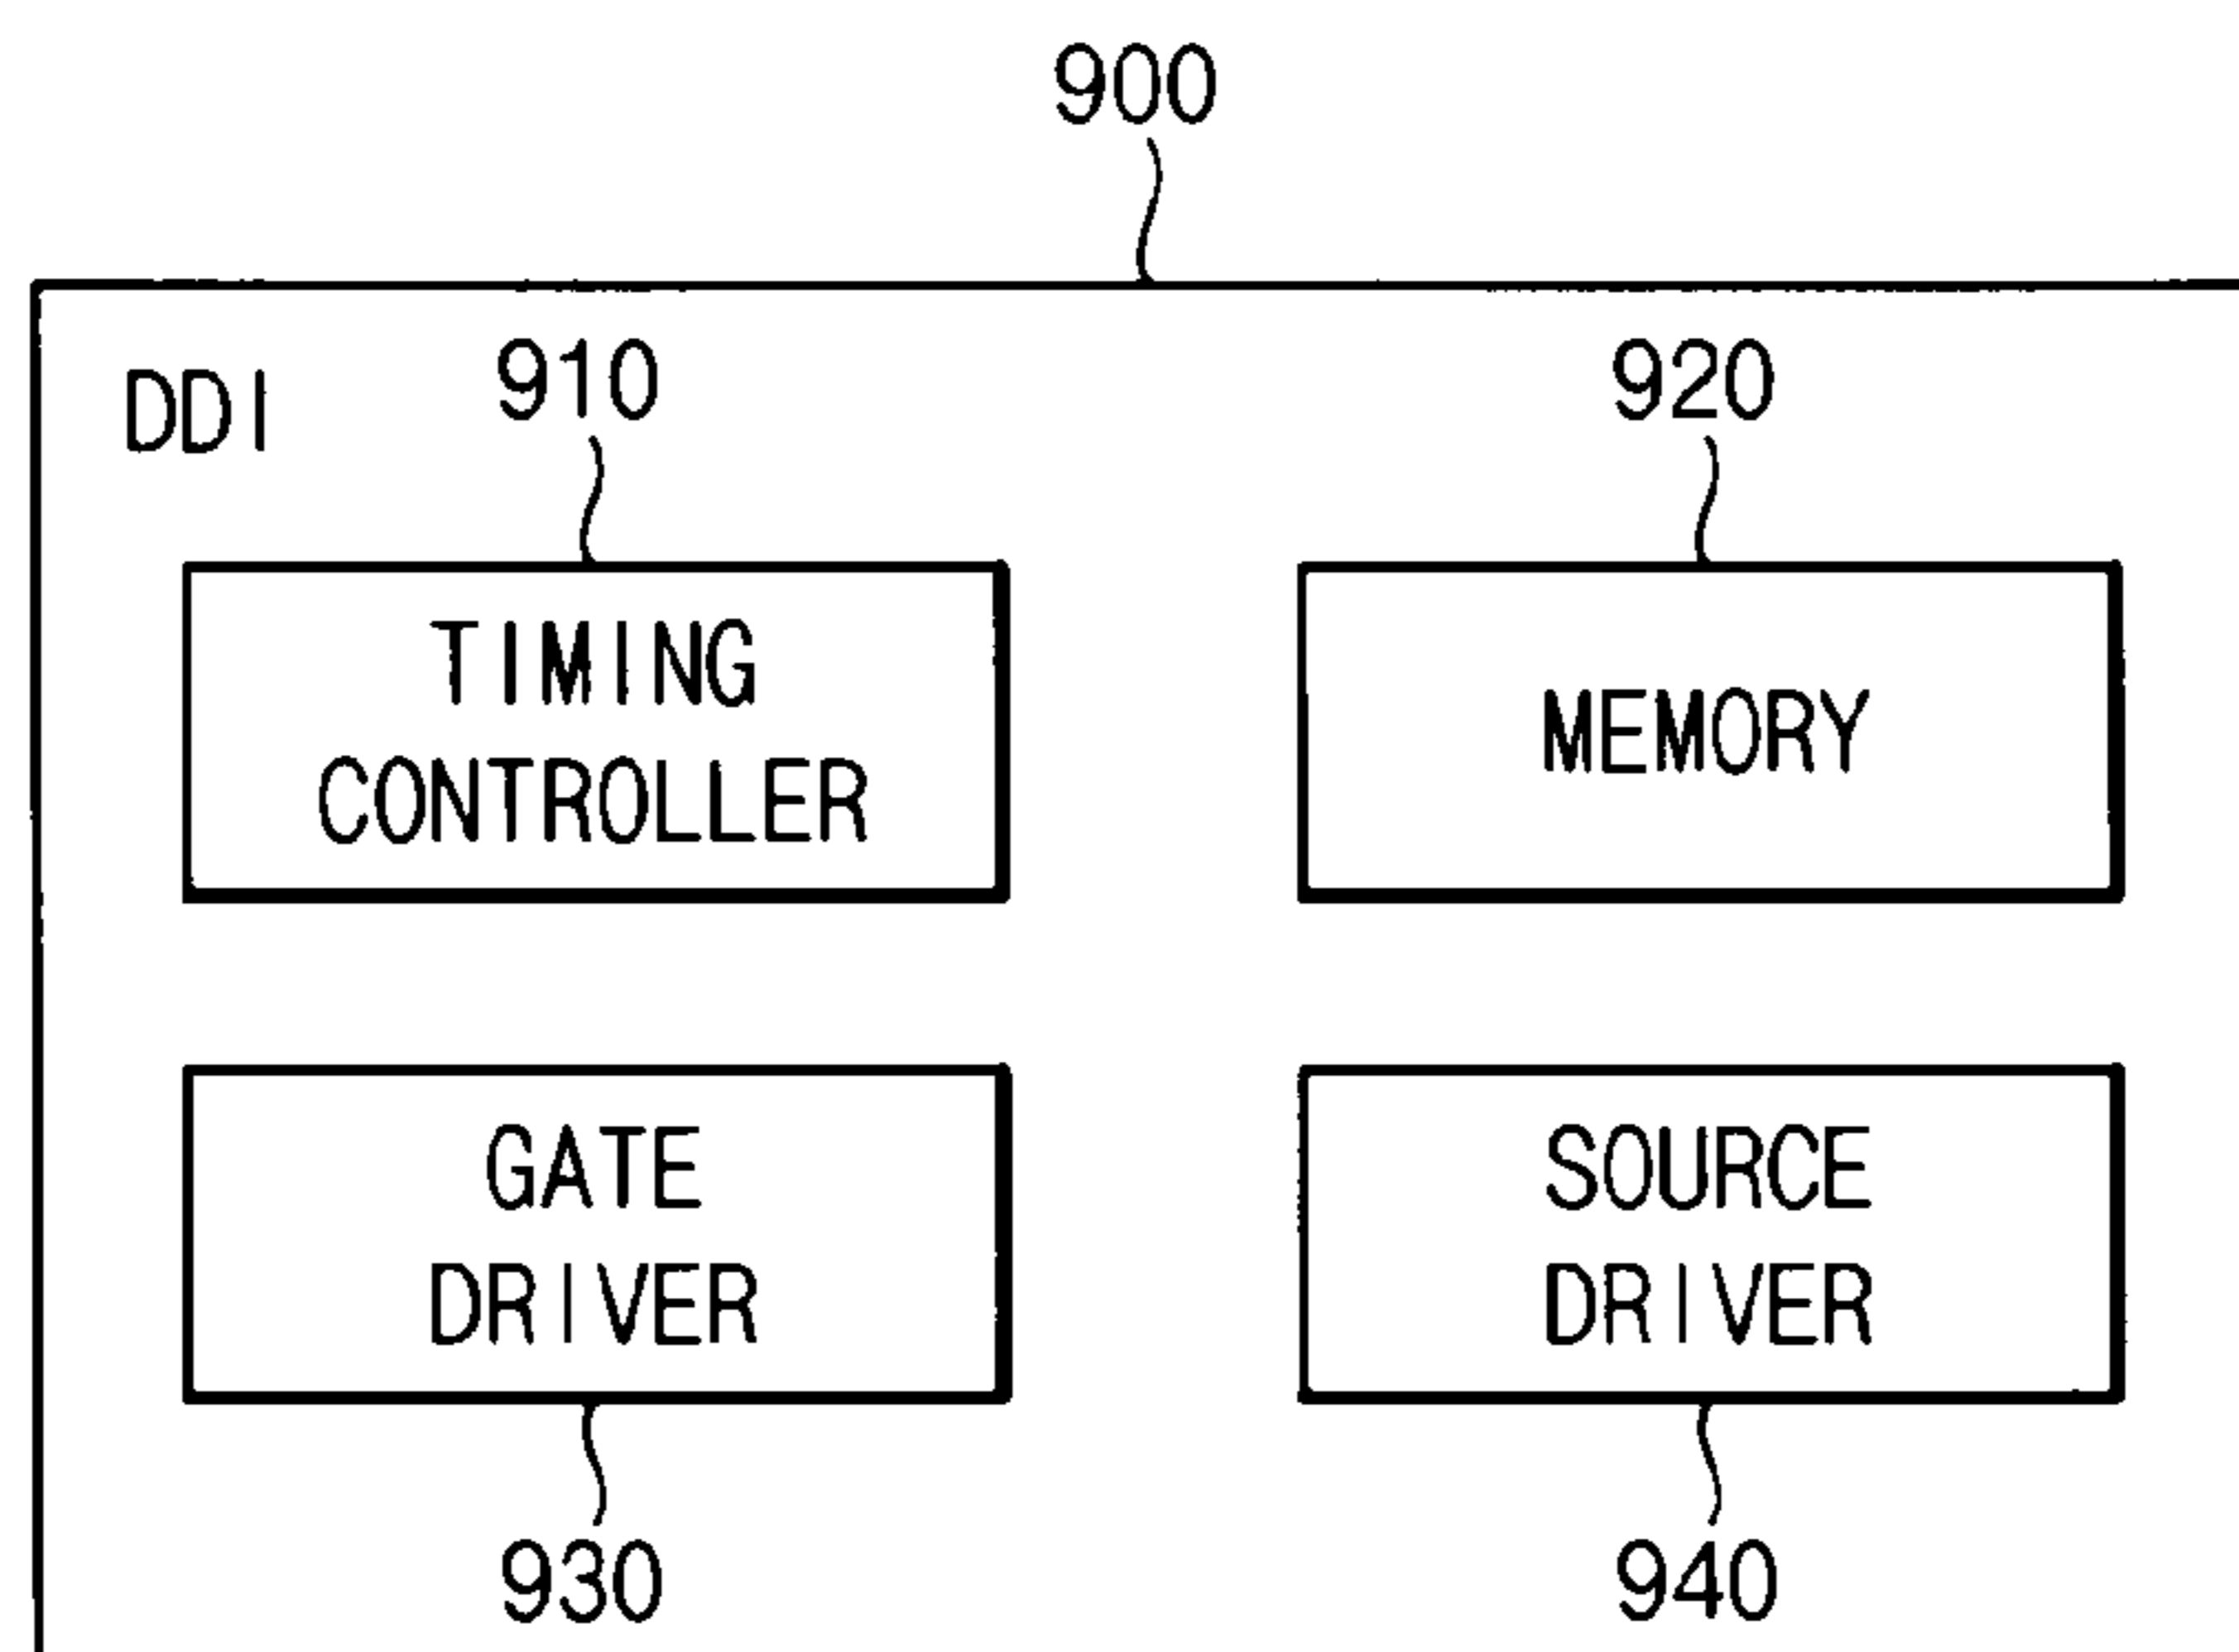 900
DDI
910
920
TIMING
CONTROLLER
MEMORY
GATE
DRIVER
SOURCE
DRIVER
930
940